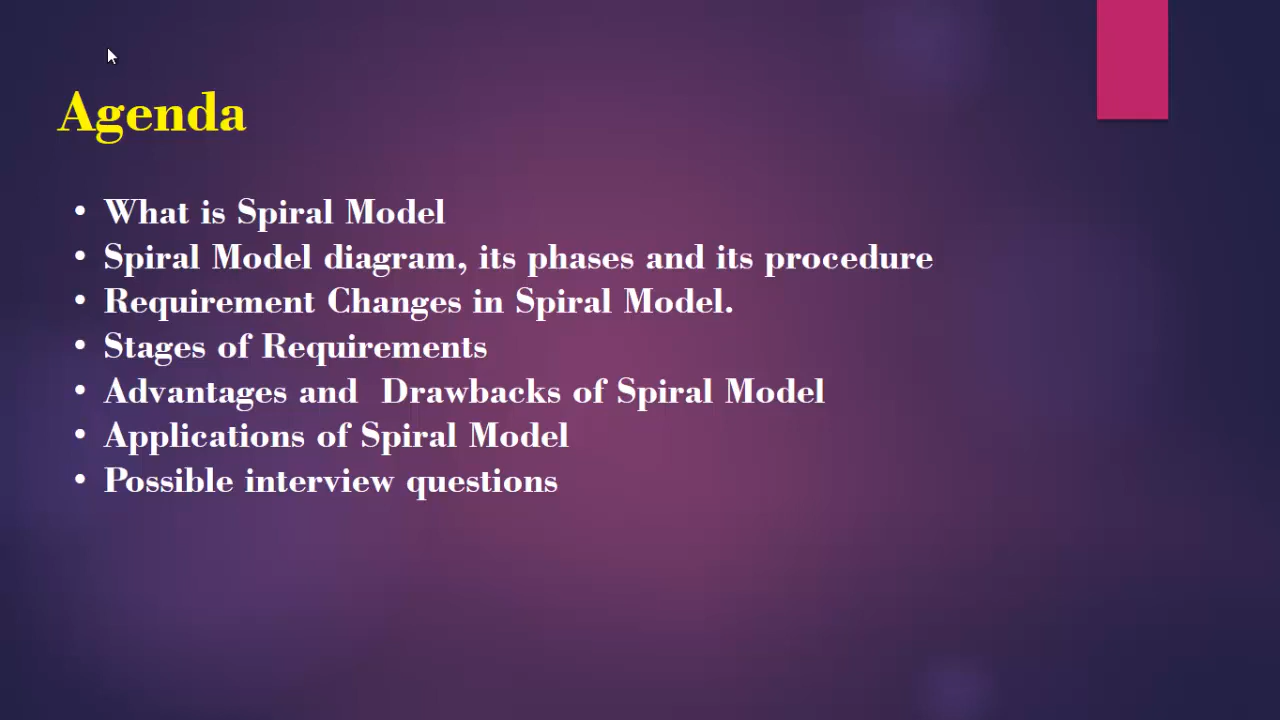 Agenda
• What is Spiral Model
• Spiral Model diagram, its phases and its procedure
• Requirement Changes in Spiral Model.
• Stages of Requirements
• Advantages and  Drawbacks of Spiral Model
• Applications of Spiral Model
• Possible interview questions